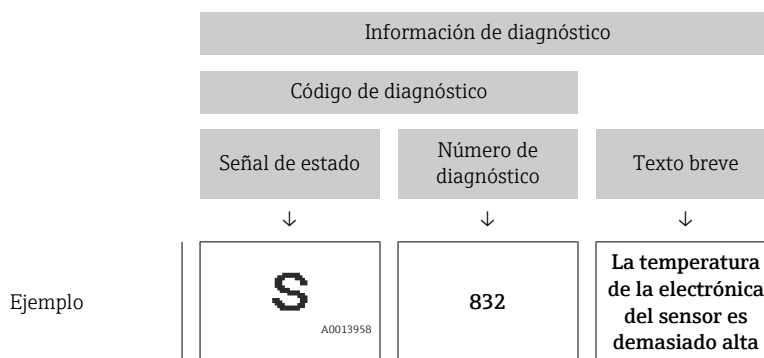 Información de diagnóstico
Código de diagnóstico
Señal de estado
Número de
diagnóstico
Texto breve
↓ ↓ ↓
Ejemplo
S
A0013958
832
La temperatura
de la electrónica
del sensor es
demasiado alta